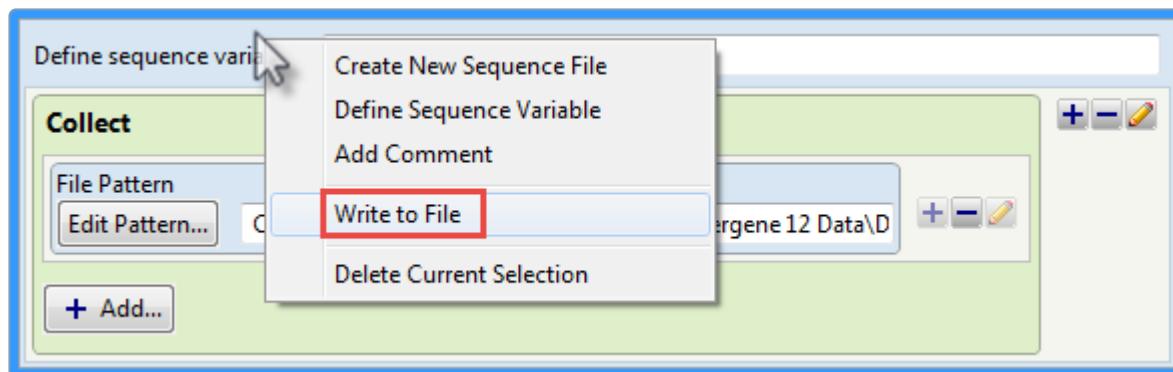 Define sequence varia
Create New Sequence File
Define Sequence Variable
Collect
Add Comment
File Pattern
Write to File
Edit Pattern...
ergene 12 Data\D
Delete Current Selection
+ Add...